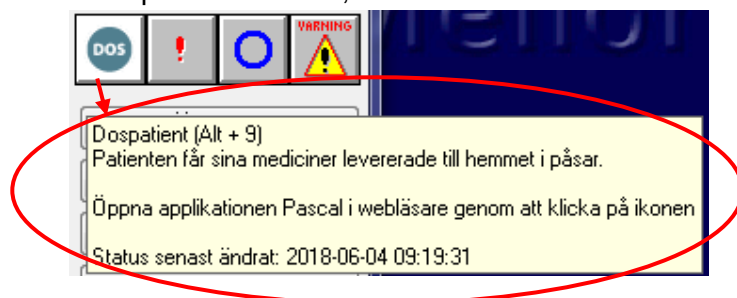 DOS
!
VARNING
Dospatient (Alt + 9)
Patienten får sina mediciner levererade till hemmet i påsar.
Öppna applikationen Pascal i webläsare genom att klicka på ikonen
Status senast ändrat: 2018-06-04 09:19:31